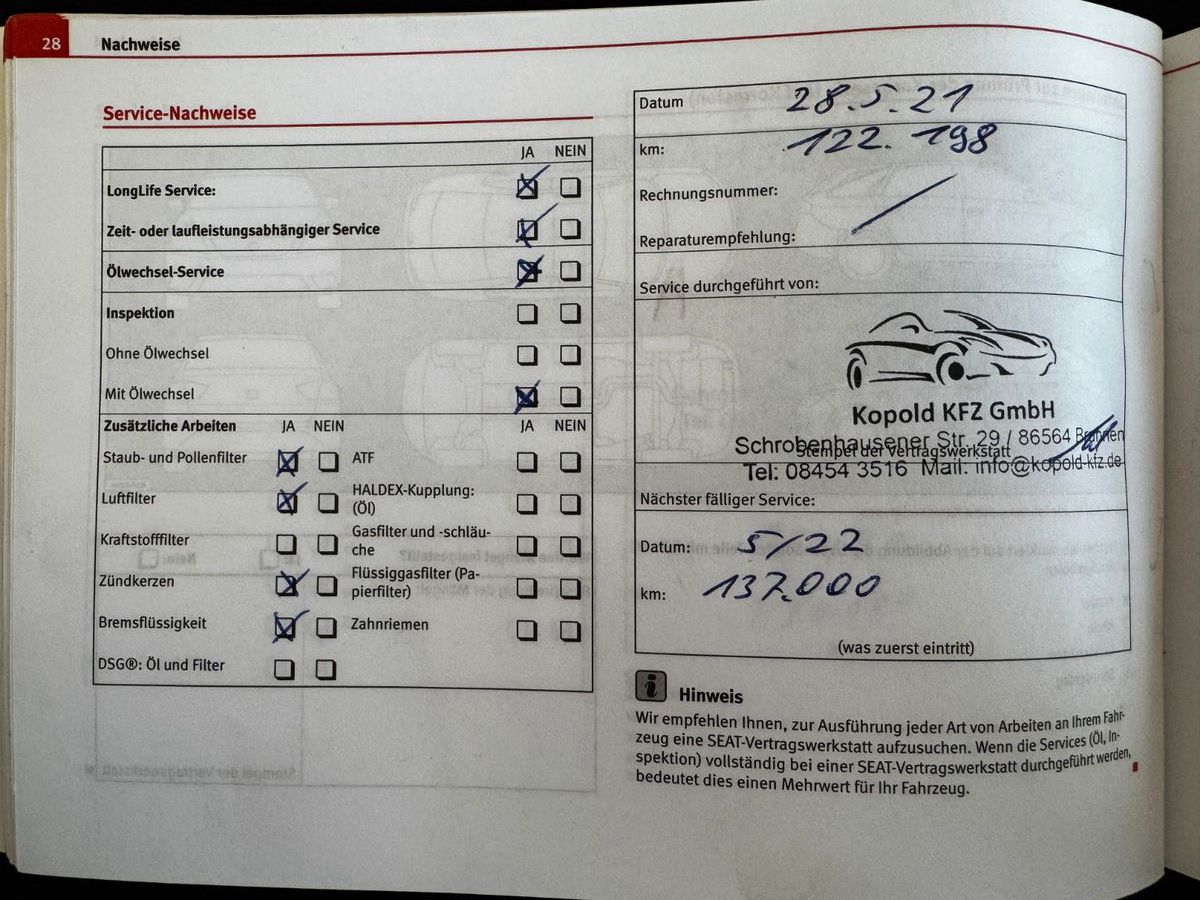 28 Nachweise
Service-Nachweise
JA NEIN
LongLife Service:
Zeit- oder laufleistungsabhängiger Service
Ölwechsel-Service
Inspektion
Ohne Ölwechsel
Mit Ölwechsel
Zusätzliche Arbeiten JA NEIN JA NEIN
Staub- und Pollenfilter ATF
Luftfilter HALDEX-Kupplung:
(Öl)
Kraftstofffilter Gasfilter und -schläu-
che
Zündkerzen Flüssiggasfilter (Pa-
pierfilter)
Bremsflüssigkeit Zahnriemen
DSG®: Öl und Filter
Datum 28.5.21
km: 122.198
Rechnungsnummer:
Reparaturempfehlung:
Service durchgeführt von:
Kopold KFZ GmbH
Schrobenhausener Str. 29 / 86564 Brunnen
Stempel der Vertragswerkstatt
Tel: 08454 3516 Mail: info@kopold-kfz.de
Nächster fälliger Service:
Datum: 5/22
km: 137.000
(was zuerst eintritt)
Hinweis
Wir empfehlen Ihnen, zur Ausführung jeder Art von Arbeiten an Ihrem Fahr-
zeug eine SEAT-Vertragswerkstatt aufzusuchen. Wenn die Services (Öl, In-
spektion) vollständig bei einer SEAT-Vertragswerkstatt durchgeführt werden,
bedeutet dies einen Mehrwert für Ihr Fahrzeug.